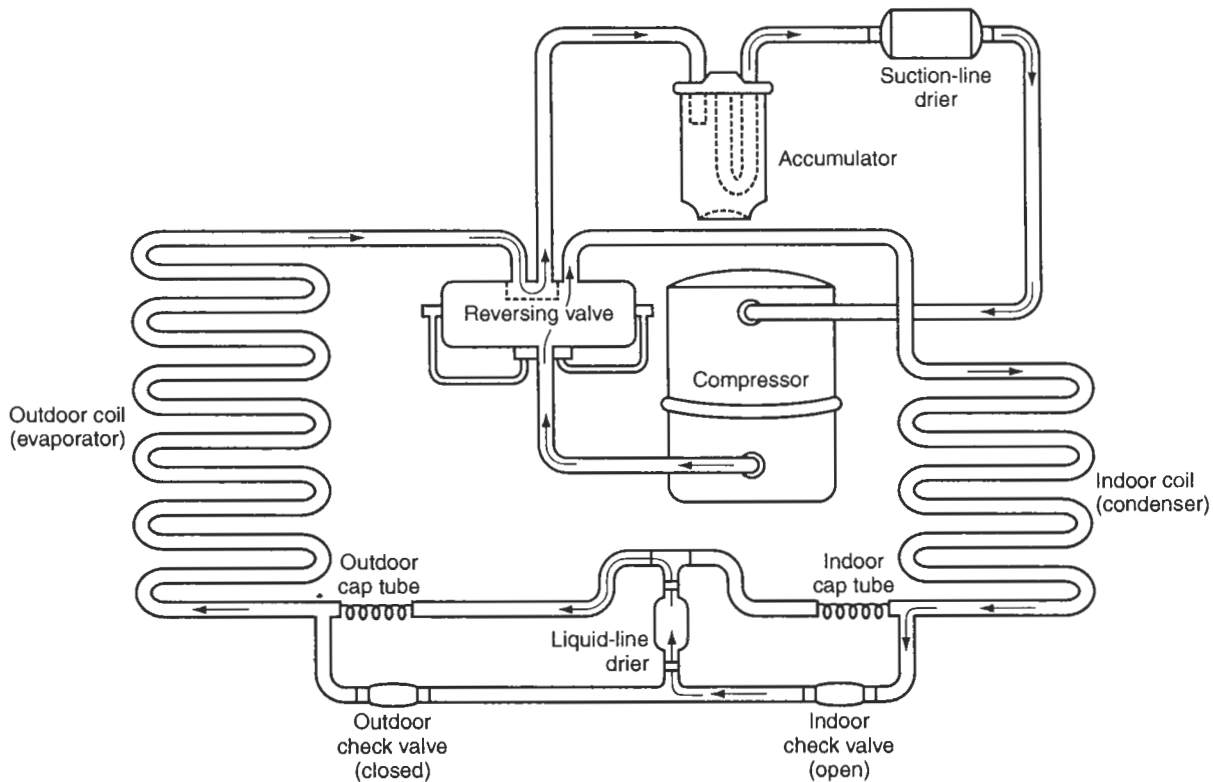 Suction-line
drier
Accumulator
Reversing valve
Compressor
Outdoor coil
(evaporator)
Indoor coil
(condenser)
Outdoor
cap tube
Indoor
cap tube
Liquid-line
drier
Outdoor
check valve
(closed)
Indoor
check valve
(open)